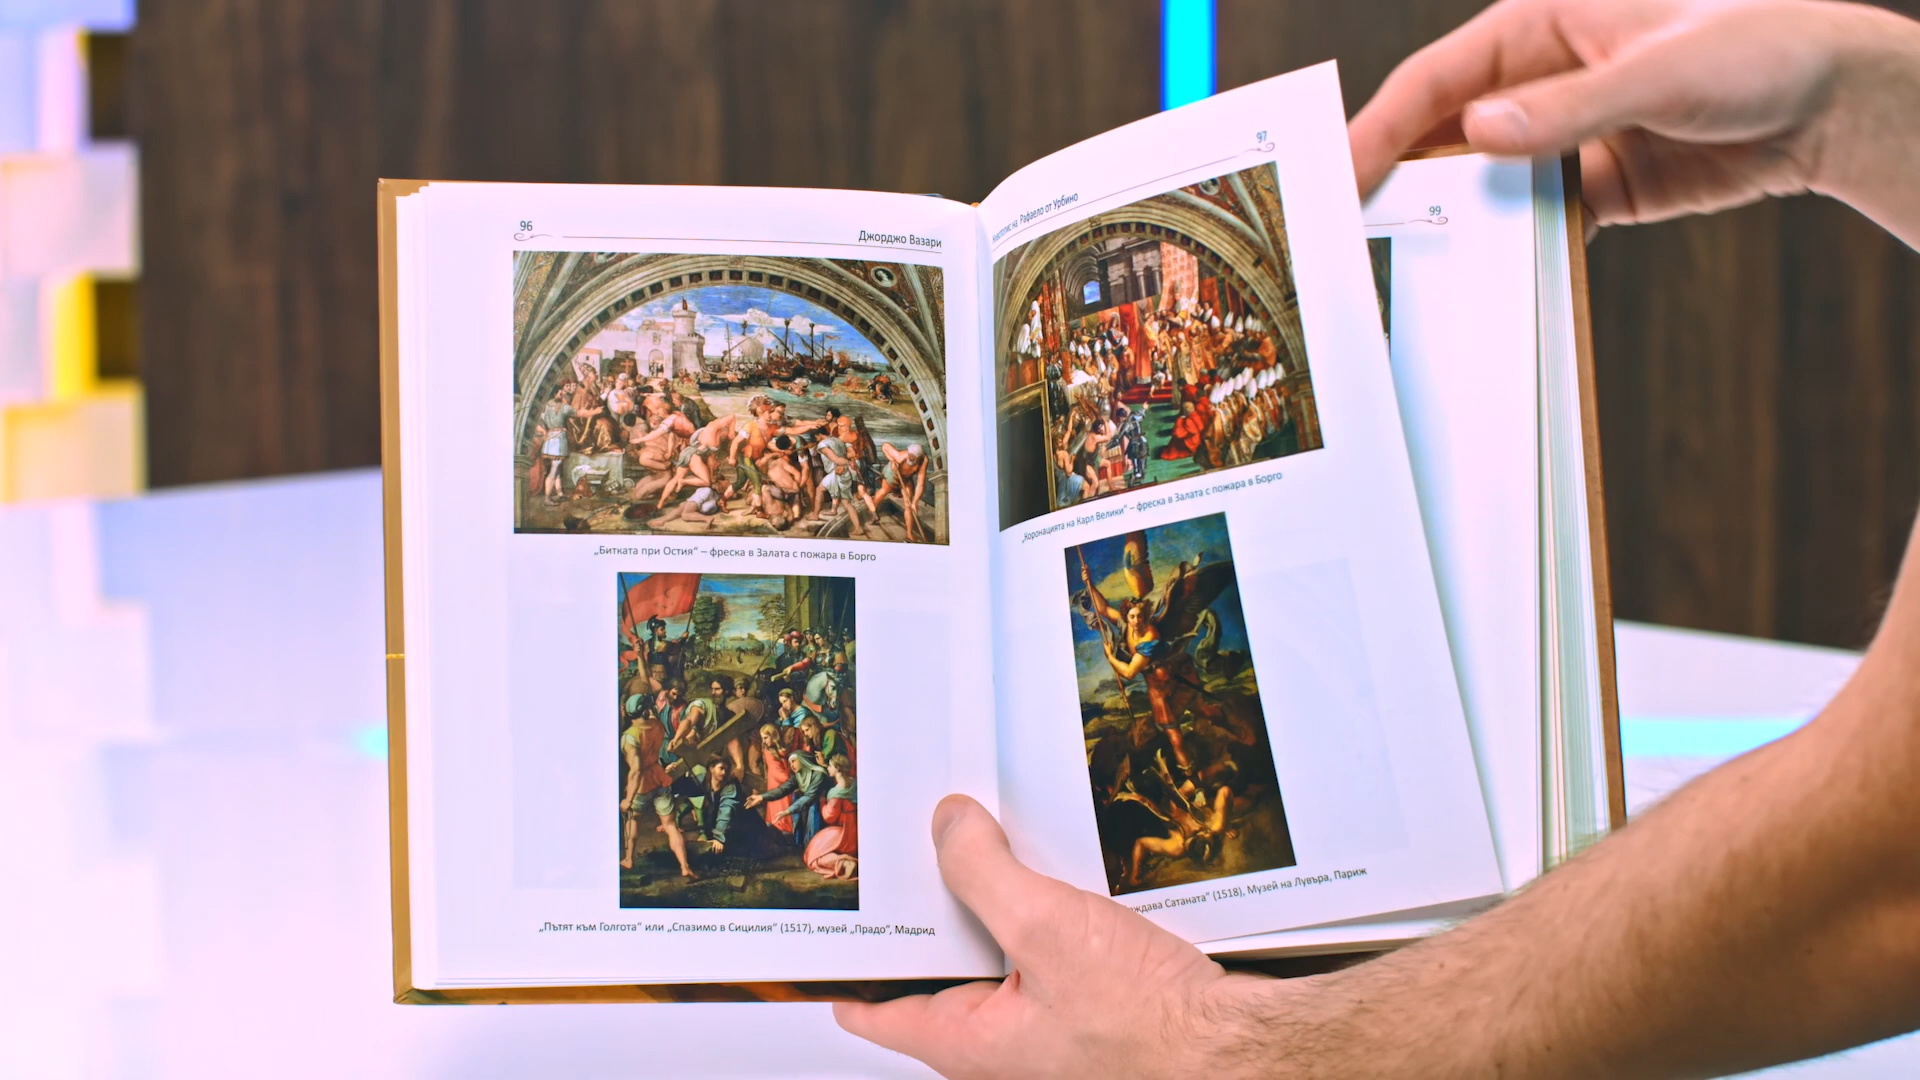 96
Джорджо Вазари
„Битката при Остия“ – фреска в Залата с пожара в Борго
„Пътят към Голгота“ или „Спазимо в Сицилия“ (1517), музей „Прадо“, Мадрид
97
на Рафаело от Урбино
„Коронацията на Карл Велики“ – фреска в Залата с пожара в Борго
Сатаната“ (1518), Музей на Лувъра, Париж
99